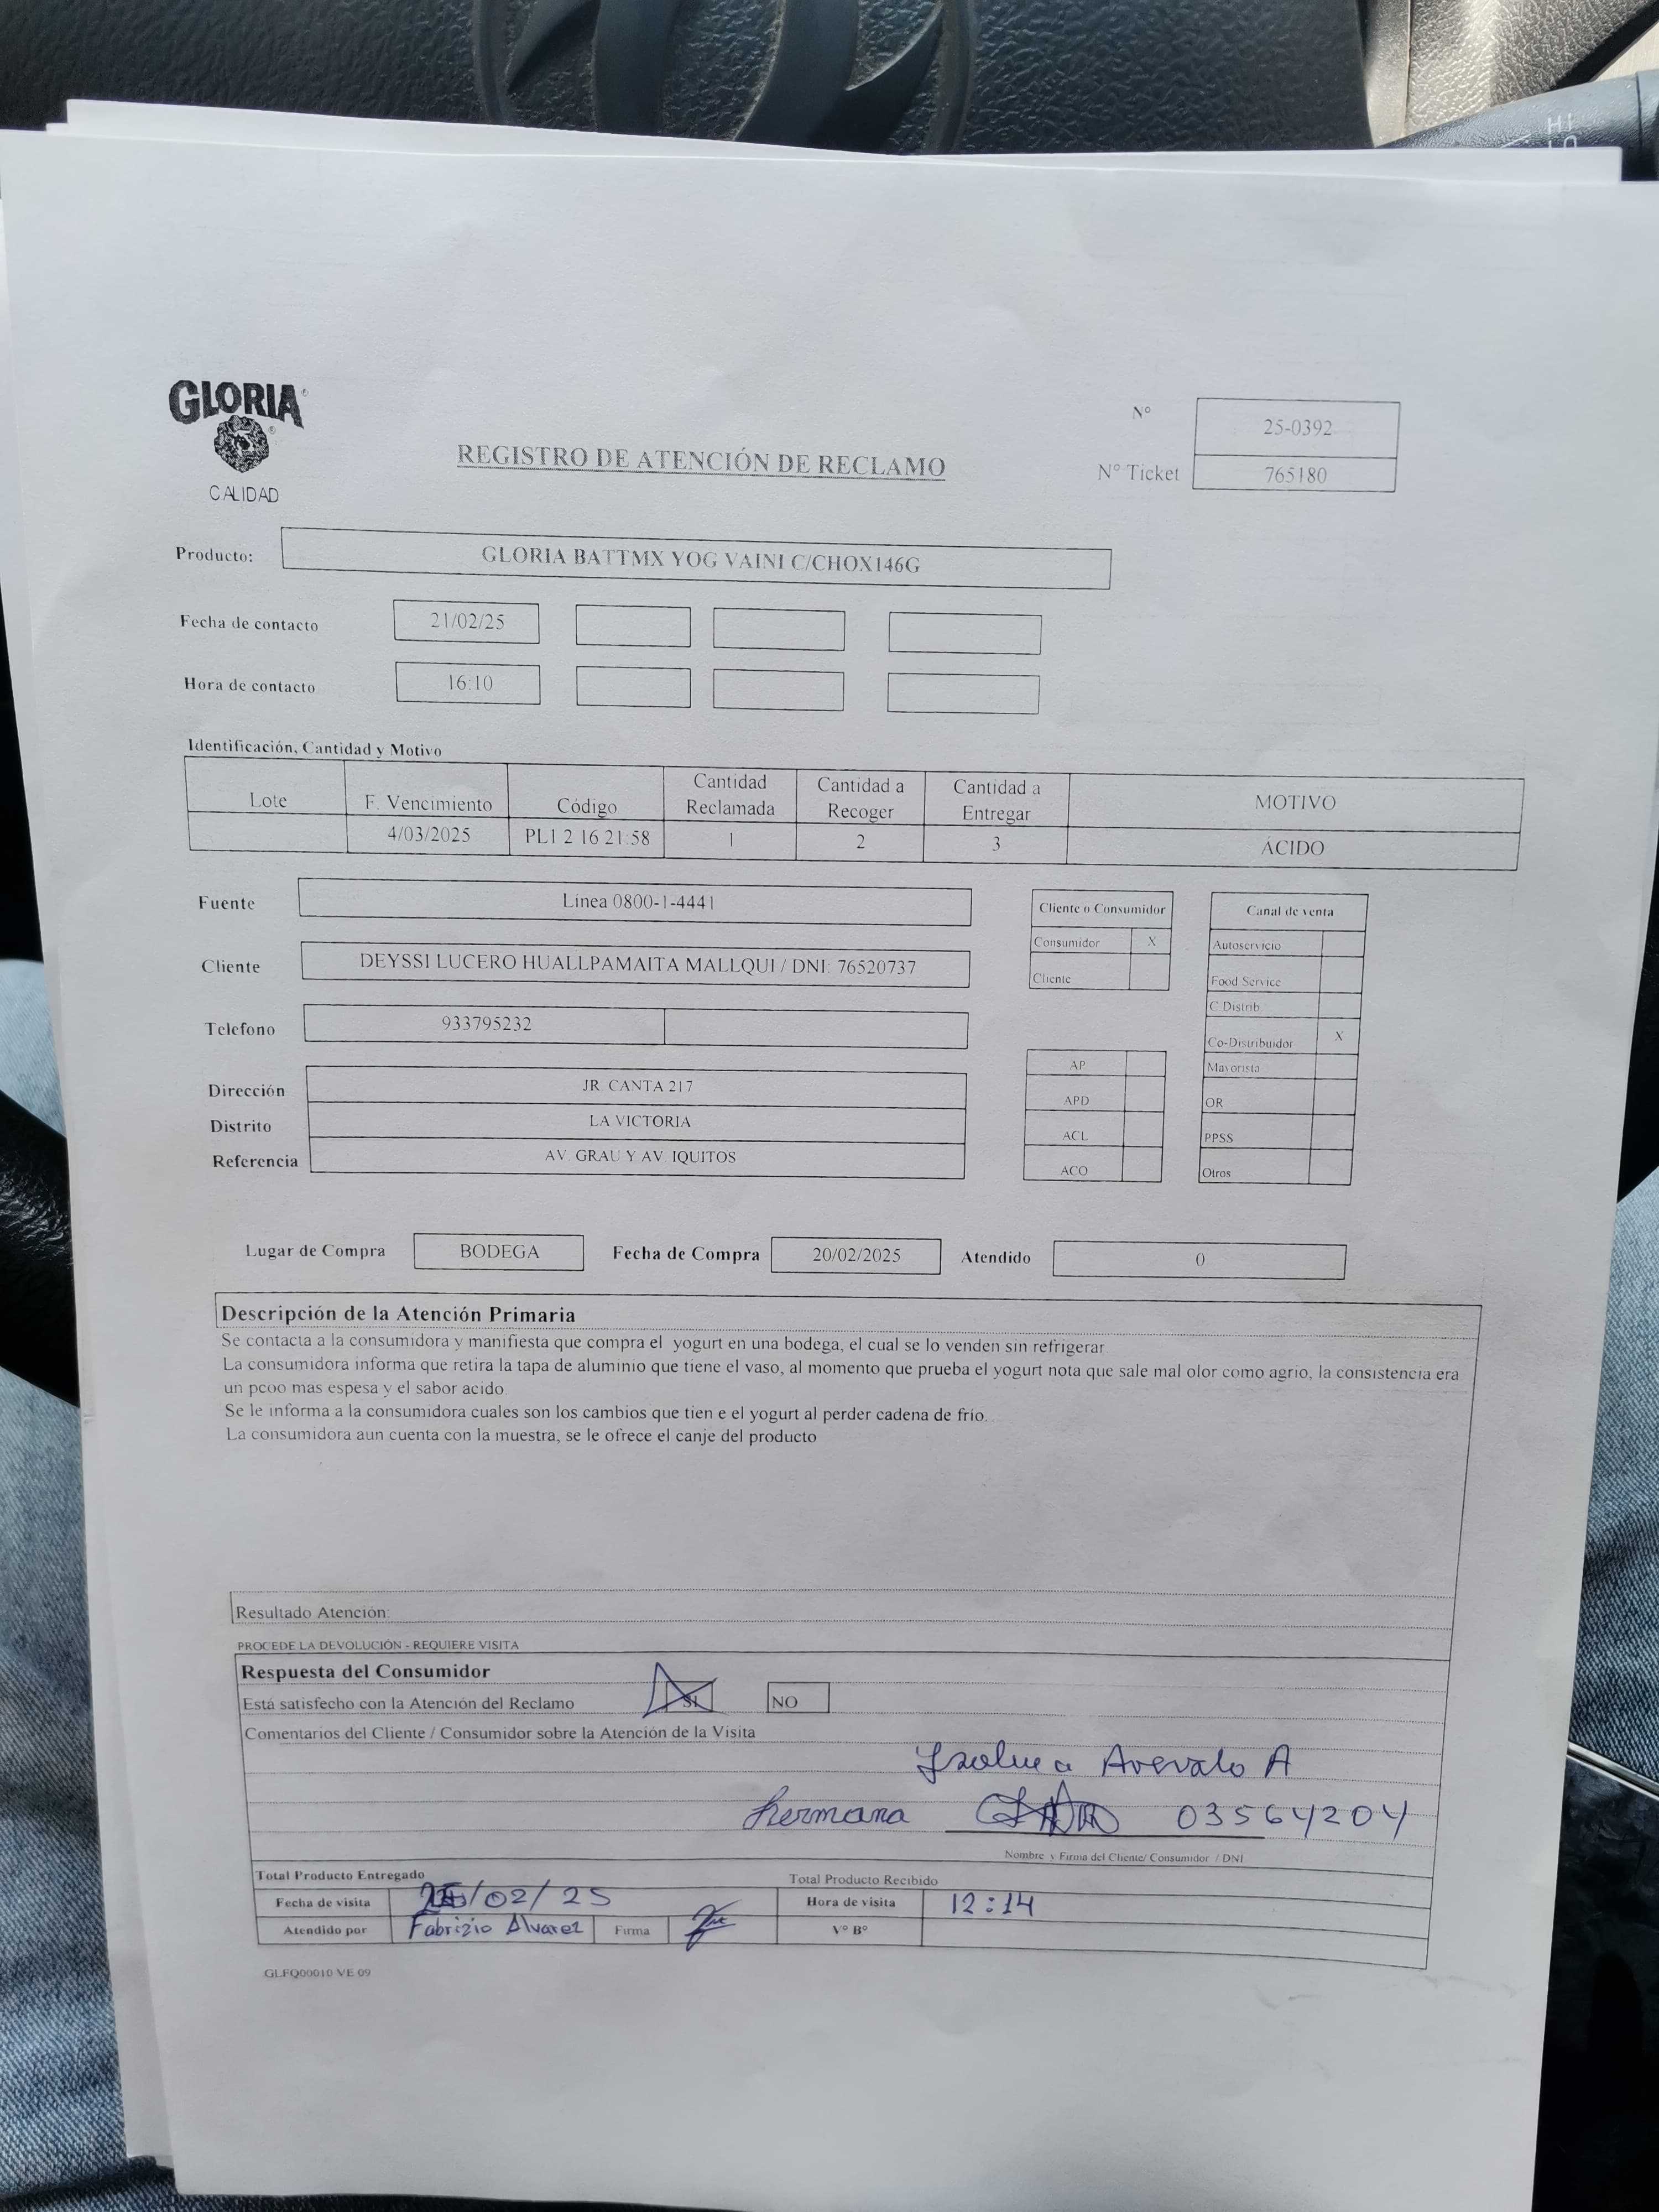 GLORIA
CALIDAD
REGISTRO DE ATENCIÓN DE RECLAMO
N° 25-0392
N° Ticket 765180
Producto: GLORIA BATTMX YOG VAINI C/CHOX146G
Fecha de contacto 21/02/25
Hora de contacto 16:10
Identificación, Cantidad y Motivo
Lote F. Vencimiento Código Cantidad Reclamada Cantidad a Recoger Cantidad a Entregar MOTIVO
4/03/2025 PL1 2 16 21:58 1 2 3 ÁCIDO
Fuente Línea 0800-1-4441
Cliente DEYSSI LUCERO HUALLPAMAITA MALLQUI / DNI: 76520737
Telefono 933795232
Dirección JR. CANTA 217
Distrito LA VICTORIA
Referencia AV. GRAU Y AV. IQUITOS
Cliente o Consumidor
Consumidor X
Cliente
AP
APD
ACL
ACO
Canal de venta
Autoservicio
Food Service
C.Distrib.
Co-Distribuidor X
Mayorista
OR
PPSS
Otros
Lugar de Compra BODEGA Fecha de Compra 20/02/2025 Atendido 0
Descripción de la Atención Primaria
Se contacta a la consumidora y manifiesta que compra el yogurt en una bodega, el cual se lo venden sin refrigerar.
La consumidora informa que retira la tapa de aluminio que tiene el vaso, al momento que prueba el yogurt nota que sale mal olor como agrio, la consistencia era
un pcoo mas espesa y el sabor acido.
Se le informa a la consumidora cuales son los cambios que tien e el yogurt al perder cadena de frío.
La consumidora aun cuenta con la muestra, se le ofrece el canje del producto
Resultado Atención:
PROCEDE LA DEVOLUCIÓN - REQUIERE VISITA
Respuesta del Consumidor
Está satisfecho con la Atención del Reclamo SI NO
Comentarios del Cliente / Consumidor sobre la Atención de la Visita
Arevalo A
hermana 03564204
Nombre y Firma del Cliente/ Consumidor / DNI
Total Producto Entregado Total Producto Recibido
Fecha de visita /02/25 Hora de visita 12:14
Atendido por Fabrizio Alvarez Firma V° B°
GLFQ00010 VE 09